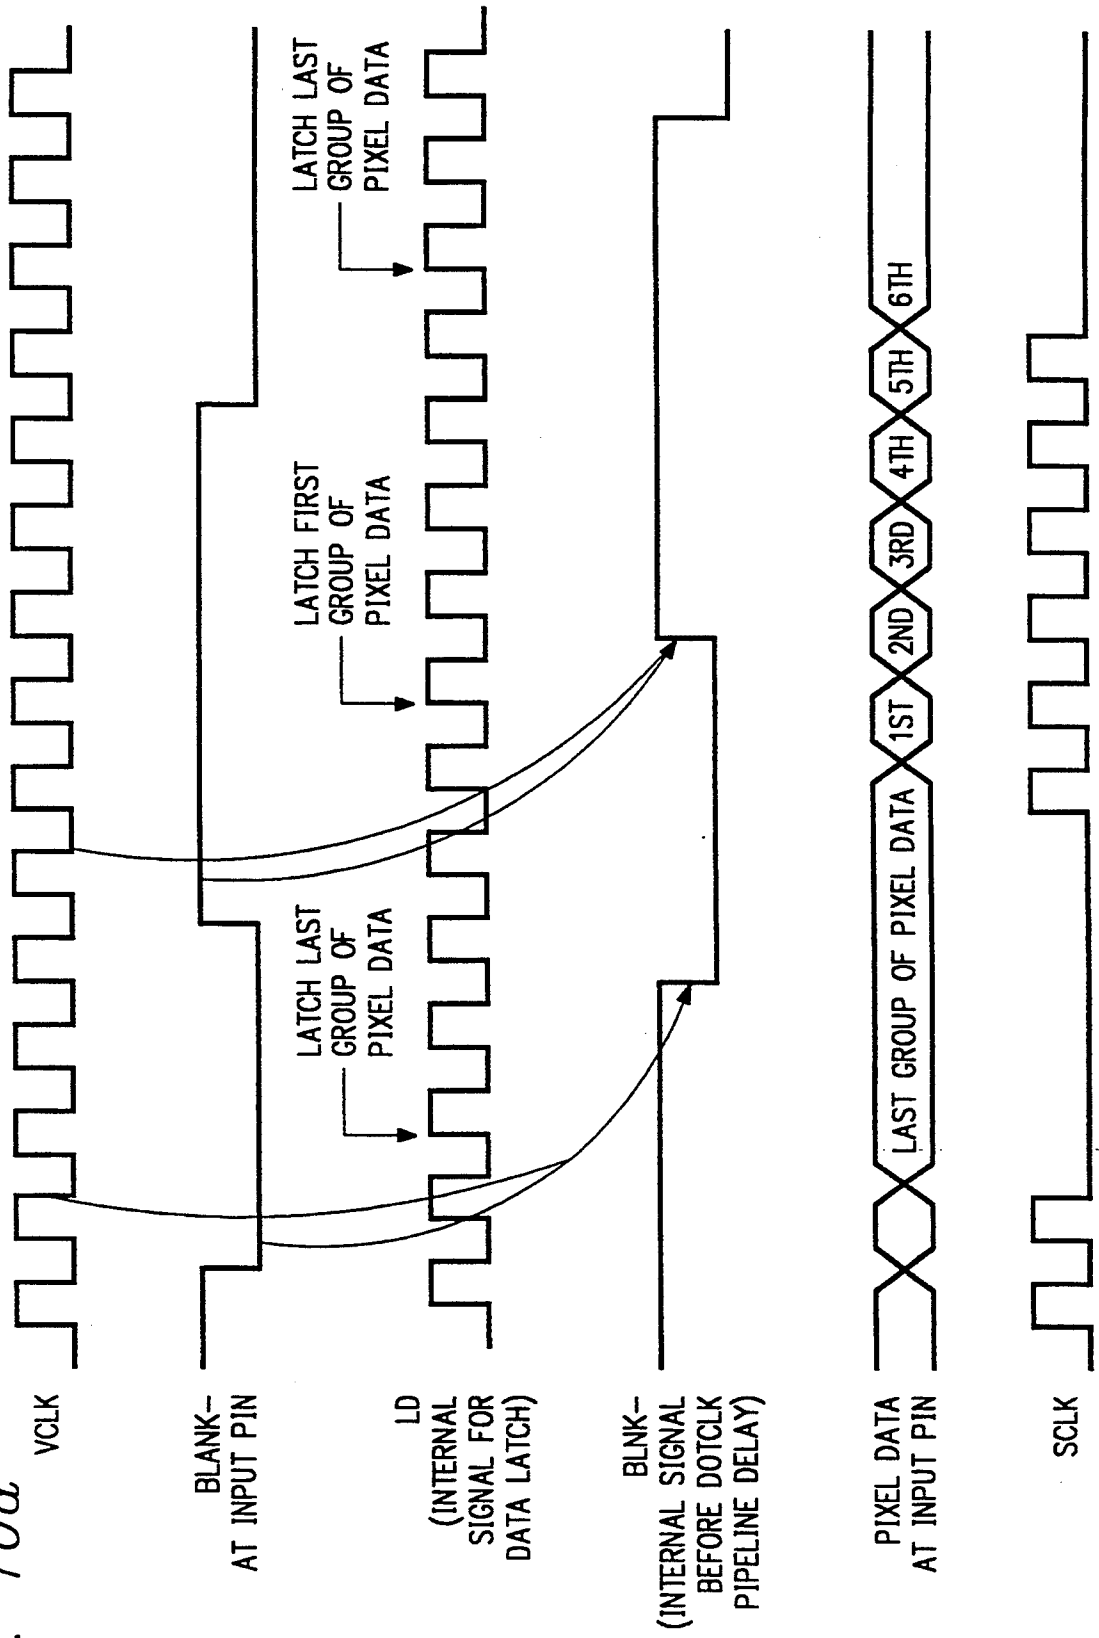 VCLK
BLANK-
AT INPUT PIN
LATCH LAST
GROUP OF
PIXEL DATA
LATCH FIRST
GROUP OF
PIXEL DATA
LATCH LAST
GROUP OF
PIXEL DATA
LD
(INTERNAL
SIGNAL FOR
DATA LATCH)
BLNK-
(INTERNAL SIGNAL
BEFORE DOTCLK
PIPELINE DELAY)
PIXEL DATA
AT INPUT PIN
LAST GROUP OF PIXEL DATA 1ST 2ND 3RD 4TH 5TH 6TH
SCLK